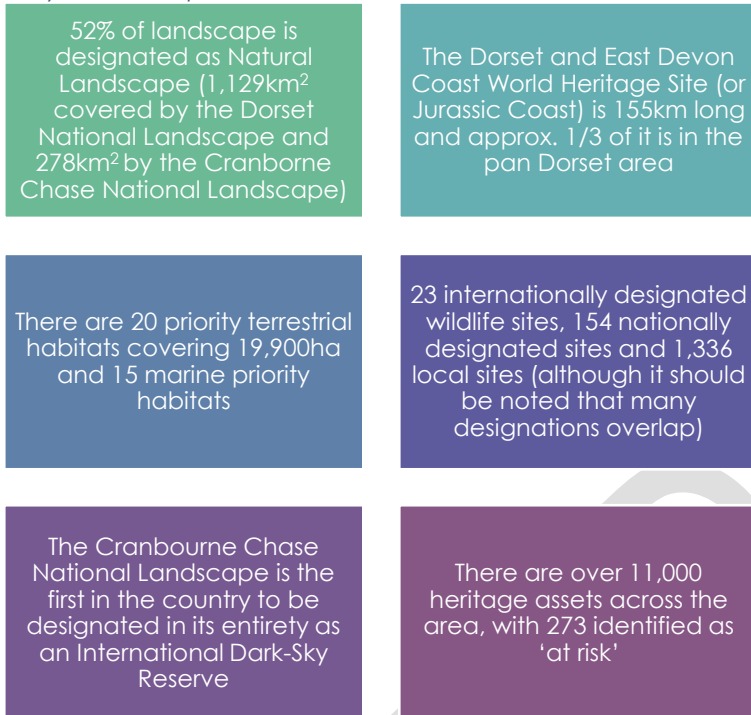 52% of landscape is
designated as Natural
Landscape (1,129km²
covered by the Dorset
National Landscape and
278km² by the Cranborne
Chase National Landscape)
The Dorset and East Devon
Coast World Heritage Site (or
Jurassic Coast) is 155km long
and approx. 1/3 of it is in the
pan Dorset area
There are 20 priority terrestrial
habitats covering 19,900ha
and 15 marine priority
habitats
23 internationally designated
wildlife sites, 154 nationally
designated sites and 1,336
local sites (although it should
be noted that many
designations overlap)
The Cranbourne Chase
National Landscape is the
first in the country to be
designated in its entirety as
an International Dark-Sky
Reserve
There are over 11,000
heritage assets across the
area, with 273 identified as
‘at risk’